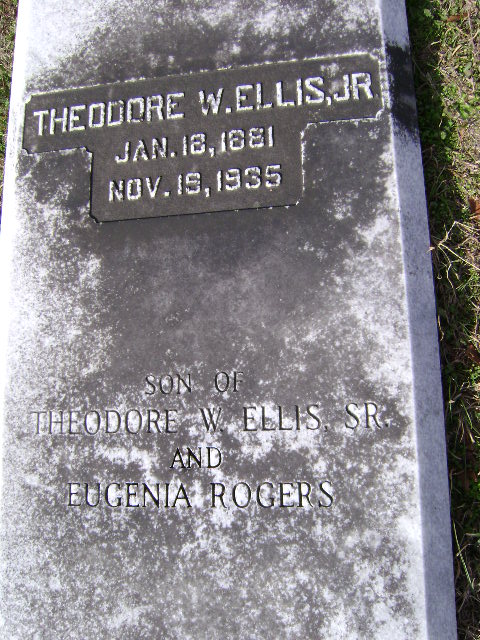 THEODORE W. ELLIS, JR.
JAN. 18, 1881
NOV. 19, 1935
SON OF
THEODORE W. ELLIS, SR.
AND
EUGENIA ROGERS